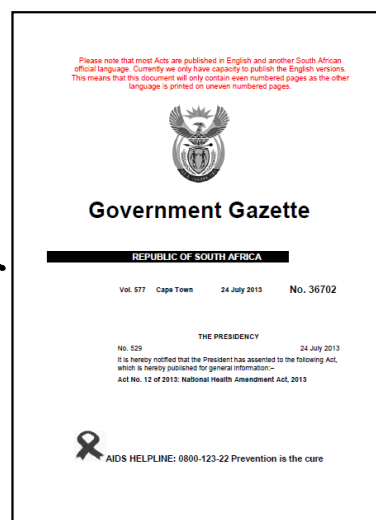 Please note that most Acts are published in English and another South African
official language. Currently we only have capacity to publish the English versions.
This means that this document will only contain even numbered pages as the other
language is printed on uneven numbered pages.
Government Gazette
REPUBLIC OF SOUTH AFRICA
Vol. 577 Cape Town 24 July 2013 No. 36702
THE PRESIDENCY
No. 529 24 July 2013
It is hereby notified that the President has assented to the following Act,
which is hereby published for general information:–
Act No. 12 of 2013: National Health Amendment Act, 2013
AIDS HELPLINE: 0800-123-22 Prevention is the cure